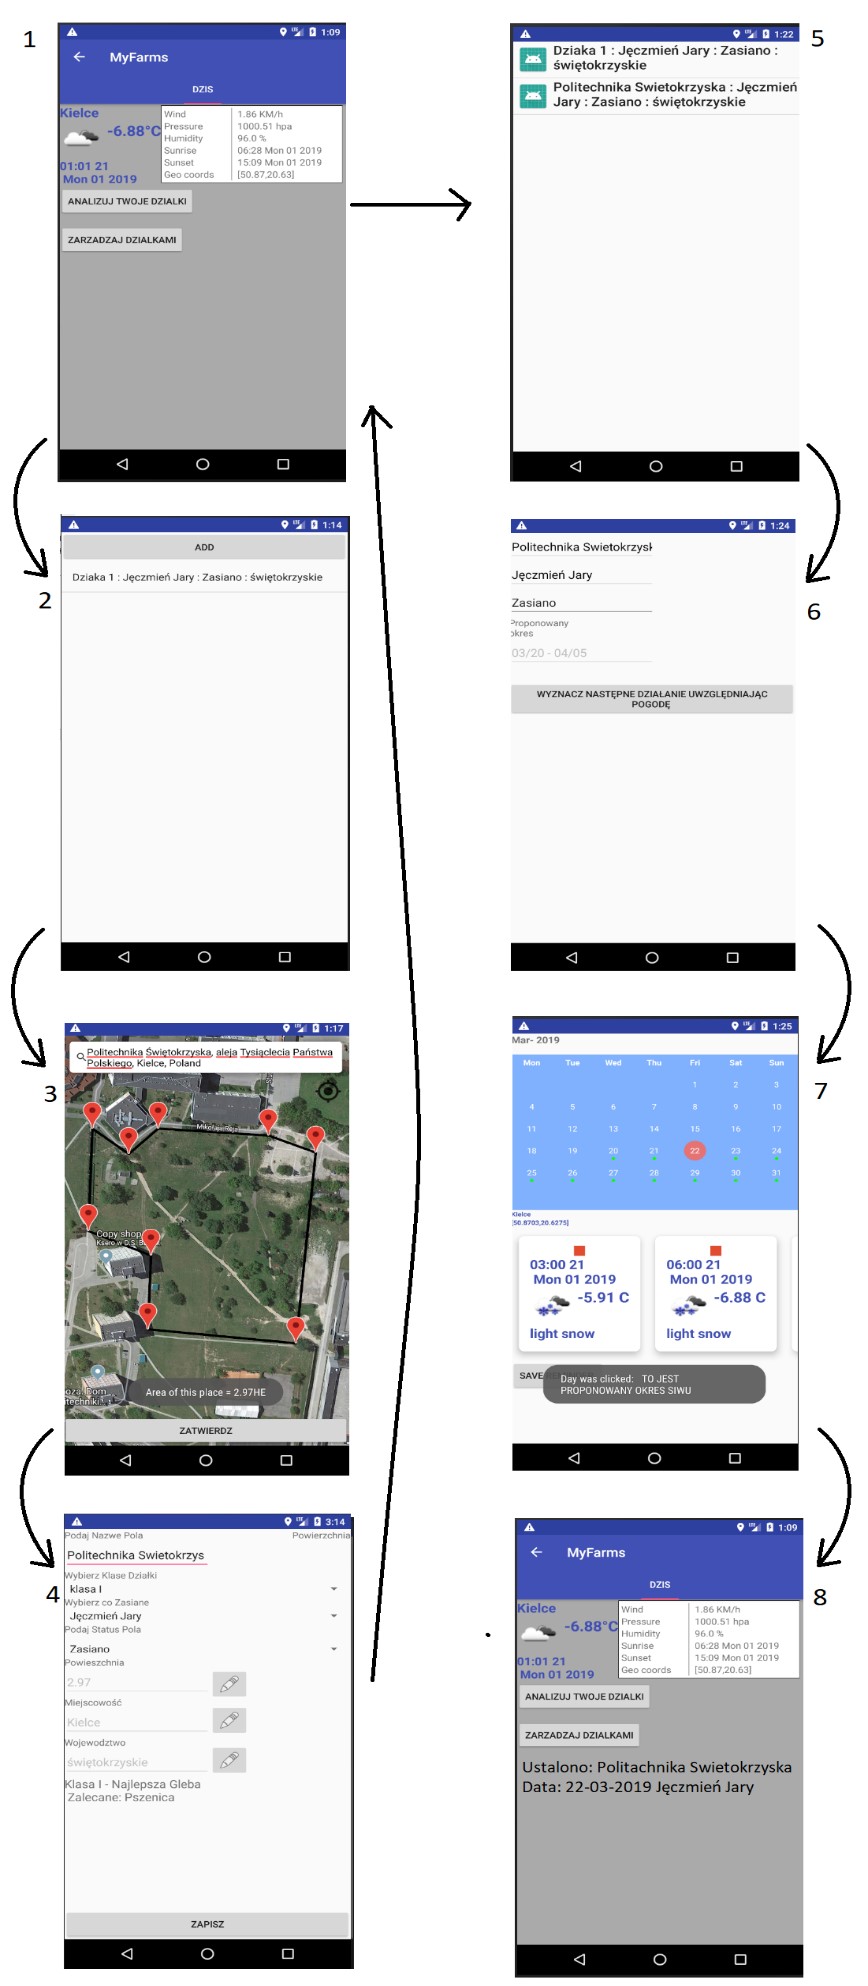 1
1:09
MyFarms
DZIS
Kielce
-6.88°C
01:01 21
Mon 01 2019
Wind 1.86 KM/h
Pressure 1000.51 hpa
Humidity 96.0 %
Sunrise 06:28 Mon 01 2019
Sunset 15:09 Mon 01 2019
Geo coords [50.87,20.63]
ANALIZUJ TWOJE DZIALKI
ZARZADZAJ DZIALKAMI
2
1:14
ADD
Dziaka 1 : Jęczmień Jary : Zasiano : świętokrzyskie
3
1:17
Politechnika Świętokrzyska, aleja Tysiąclecia Państwa
Polskiego, Kielce, Poland
Copy shop
Area of this place = 2.97HE
ZATWIERDZ
4
3:14
Podaj Nazwe Pola Powierzchnia
Politechnika Swietokrzys
Wybierz Klase Działki
klasa I
Wybierz co Zasiane
Jęczmień Jary
Podaj Status Pola
Zasiano
Powieszchnia
2.97
Miejscowość
Kielce
Wojewodztwo
świętokrzyskie
Klasa I - Najlepsza Gleba
Zalecane: Pszenica
ZAPISZ
5
1:22
Dziaka 1 : Jęczmień Jary : Zasiano :
świętokrzyskie
Politechnika Swietokrzyska : Jęczmień
Jary : Zasiano : świętokrzyskie
6
1:24
Politechnika Swietokrzysk
Jęczmień Jary
Zasiano
Proponowany
okres
03/20 - 04/05
WYZNACZ NASTĘPNE DZIAŁANIE UWZGLĘDNIAJĄC
POGODĘ
7
1:25
Mar- 2019
Mon Tue Wed Thu Fri Sat Sun
1 2 3
4 5 6 7 8 9 10
11 12 13 14 15 16 17
18 19 20 21 22 23 24
25 26 27 28 29 30 31
Kielce
[50.8703,20.6275]
03:00 21
Mon 01 2019
-5.91 C
light snow
06:00 21
Mon 01 2019
-6.88 C
light snow
SAVE
Day was clicked: TO JEST
PROPONOWANY OKRES SIWU
8
1:09
MyFarms
DZIS
Kielce
-6.88°C
01:01 21
Mon 01 2019
Wind 1.86 KM/h
Pressure 1000.51 hpa
Humidity 96.0 %
Sunrise 06:28 Mon 01 2019
Sunset 15:09 Mon 01 2019
Geo coords [50.87,20.63]
ANALIZUJ TWOJE DZIALKI
ZARZADZAJ DZIALKAMI
Ustalono: Politachnika Swietokrzyska
Data: 22-03-2019 Jęczmień Jary